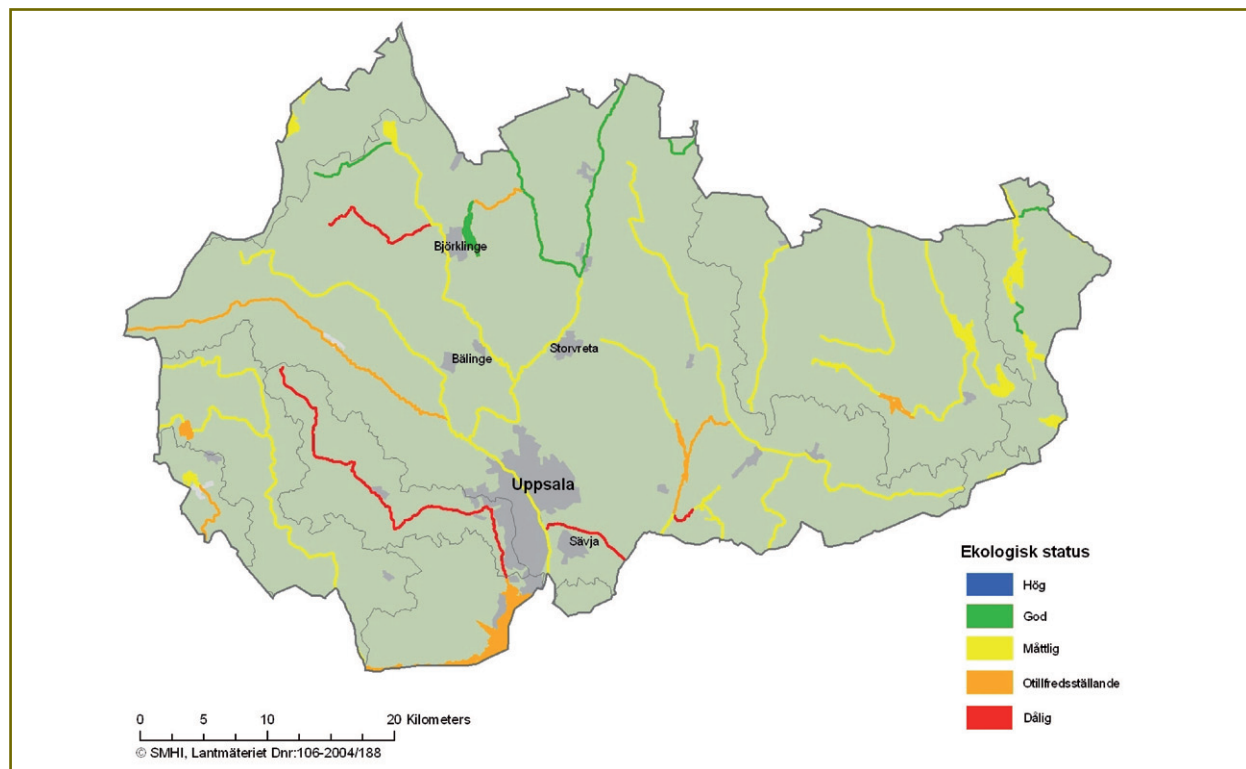 Björklinge
Storvreta
Bälinge
Uppsala
Sävja
Ekologisk status
Hög
God
Måttlig
Otillfredsställande
Dålig
0 5 10 20 Kilometers
© SMHI, Lantmäteriet Dnr:106-2004/188